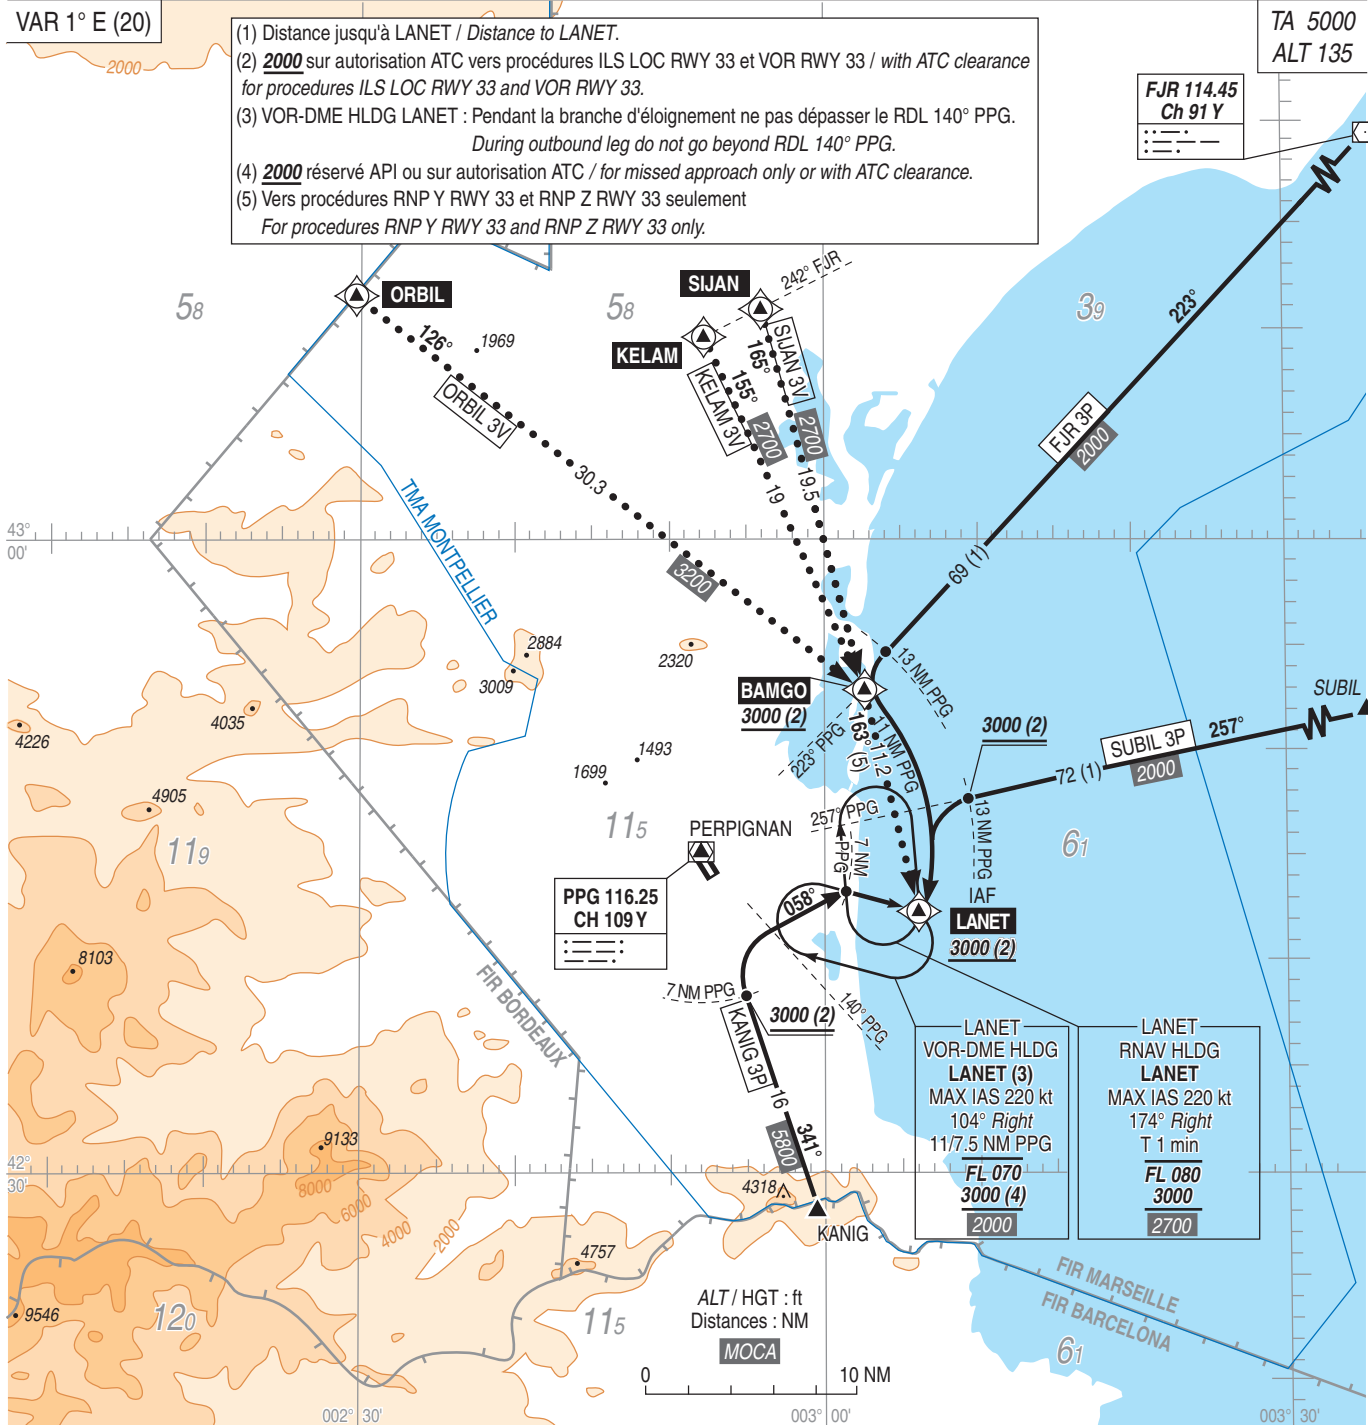 VAR 1° E (20)
(1) Distance jusqu'à LANET / Distance to LANET.
(2) 2000 sur autorisation ATC vers procédures ILS LOC RWY 33 et VOR RWY 33 / with ATC clearance
for procedures ILS LOC RWY 33 and VOR RWY 33.
(3) VOR-DME HLDG LANET : Pendant la branche d'éloignement ne pas dépasser le RDL 140° PPG.
During outbound leg do not go beyond RDL 140° PPG.
(4) 2000 réservé API ou sur autorisation ATC / for missed approach only or with ATC clearance.
(5) Vers procédures RNP Y RWY 33 et RNP Z RWY 33 seulement
For procedures RNP Y RWY 33 and RNP Z RWY 33 only.
TA 5000
ALT 135
FJR 114.45
Ch 91 Y
2000
58
ORBIL
58
SIJAN
242° FJR
39
223°
KELAM
126°
1969
ORBIL 3V
155°
KELAM 3V
2700
165°
SIJAN 3V
2700
FJR 3P
2000
30.3
19
19.5
43°
00'
TMA MONTPELLIER
3200
69 (1)
2884
3009
2320
13 NM PPG
BAMGO
3000 (2)
4035
4226
223° PPG
163°
(5)
11.2
11 NM PPG
3000 (2)
SUBIL
257°
SUBIL 3P
2000
72 (1)
1493
1699
4905
119
115
PERPIGNAN
257° PPG
7 NM
PPG
13 NM PPG
61
PPG 116.25
CH 109 Y
058°
IAF
LANET
3000 (2)
8103
FIR BORDEAUX
7 NM PPG
3000 (2)
140° PPG
KANIG 3P
16
341°
5800
LANET
VOR-DME HLDG
LANET (3)
MAX IAS 220 kt
104° Right
11/7.5 NM PPG
FL 070
3000 (4)
2000
LANET
RNAV HLDG
LANET
MAX IAS 220 kt
174° Right
T 1 min
FL 080
3000
2700
9133
8000
6000
4000
2000
42°
30'
4318
KANIG
4757
9546
120
115
FIR MARSEILLE
FIR BARCELONA
61
ALT / HGT : ft
Distances : NM
MOCA
0
10 NM
002° 30'
003° 00'
003° 30'